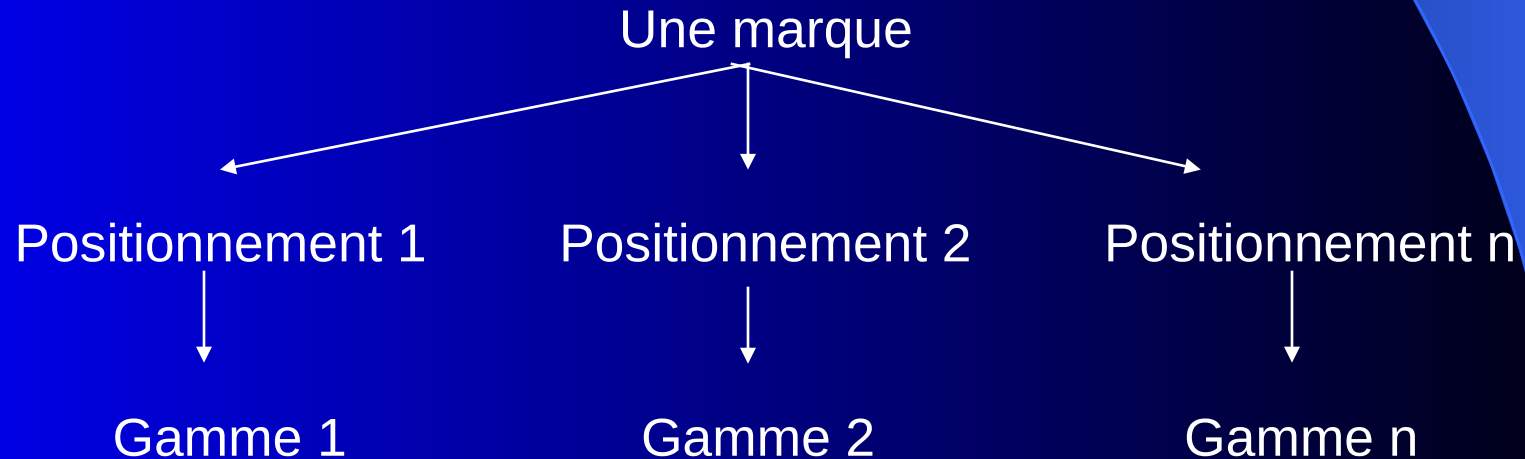 Une marque
Positionnement 1 Positionnement 2 Positionnement n
Gamme 1 Gamme 2 Gamme n